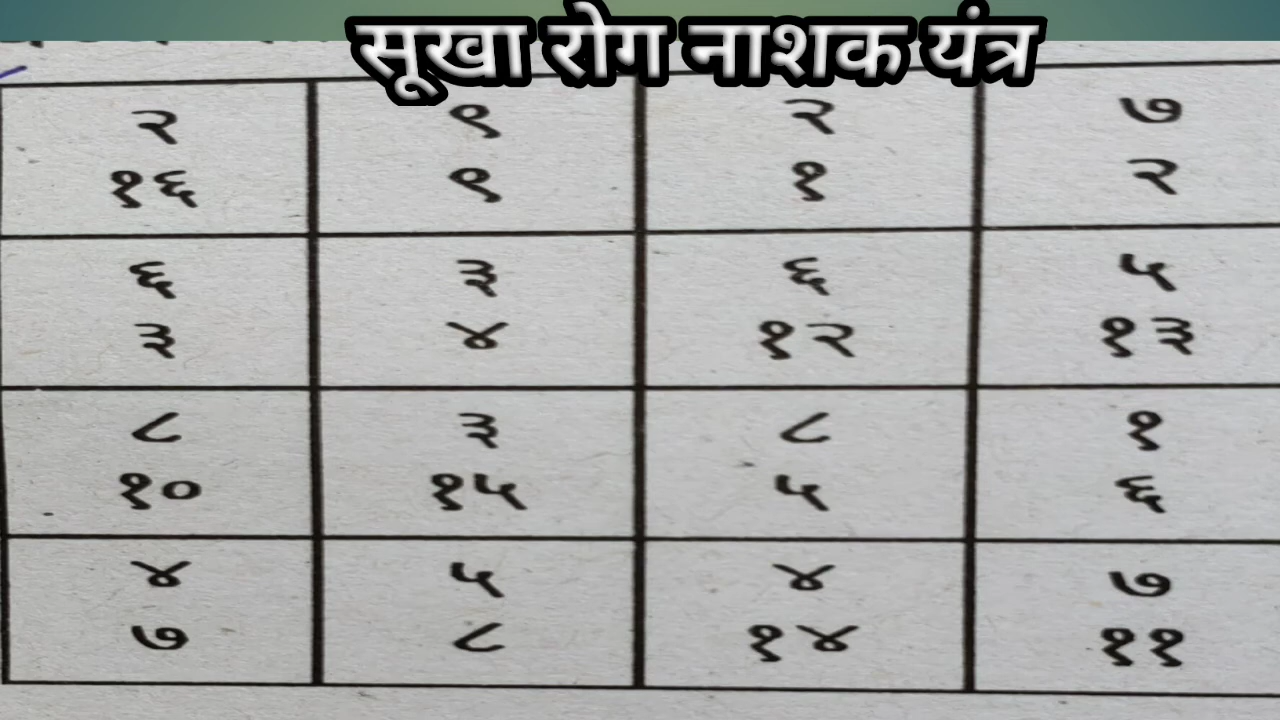 सूखा रोग नाशक यंत्र
२ ९ २ ७
१६ ९ १ २
६ ३ ६ ५
३ ४ १२ १३
८ ३ ८ १
१० १५ ५ ६
४ ५ ४ ७
७ ८ १४ ११